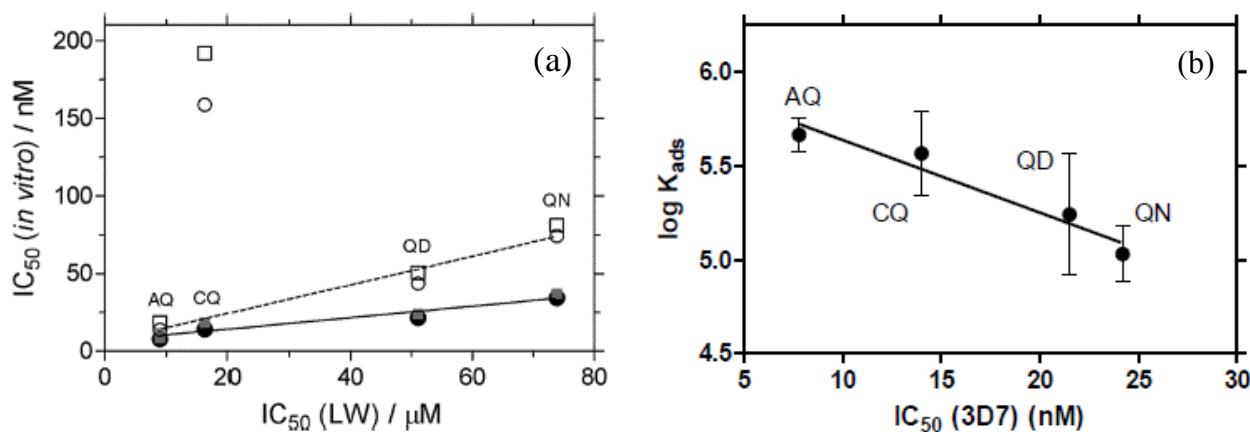 (a)
IC50 (in vitro) / nM
200
150
100
50
0
AQ
CQ
QD
QN
0
20
40
60
80
IC50 (LW) / μM
(b)
log Kads
6.0
5.5
5.0
4.5
AQ
CQ
QD
QN
5
10
15
20
25
30
IC50 (3D7) (nM)